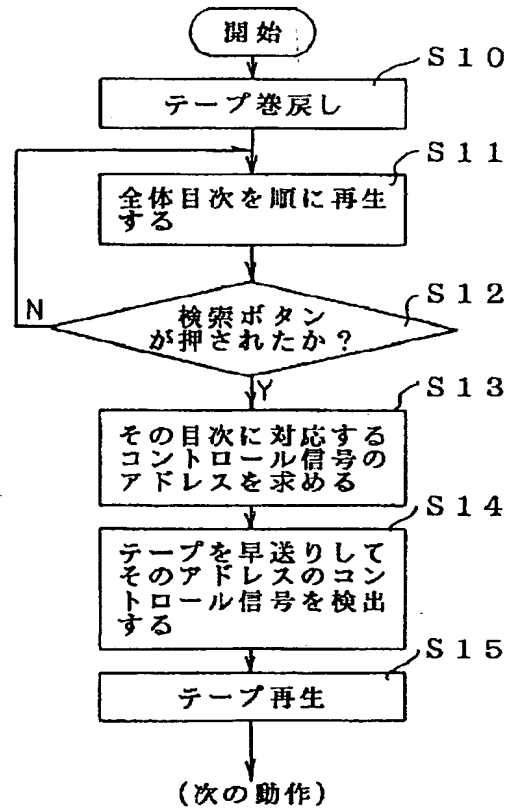 開始
S10
テープ巻戻し
S11
全体目次を順に再生
する
S12
検索ボタン
が押されたか？
N
Y
S13
その目次に対応する
コントロール信号の
アドレスを求める
S14
テープを早送りして
そのアドレスのコン
トロール信号を検出
する
S15
テープ再生
(次の動作)